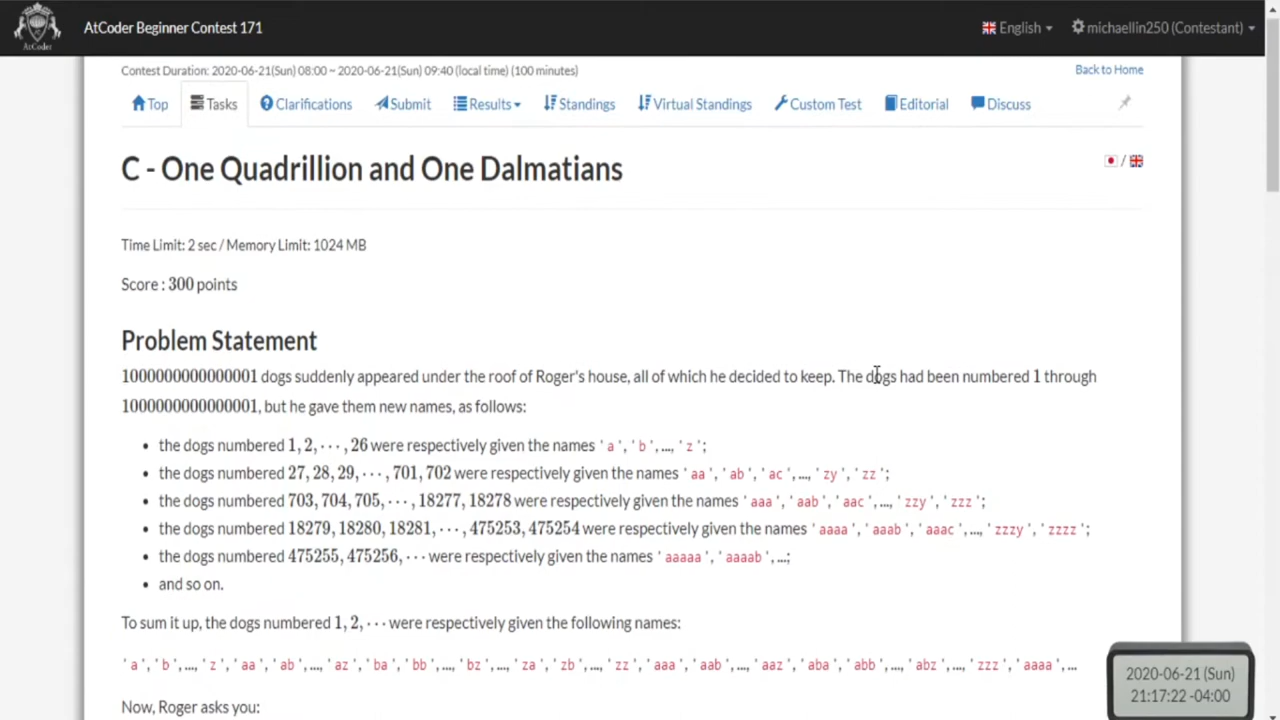 AtCoder
AtCoder Beginner Contest 171
English
michaellin250 (Contestant)
Contest Duration: 2020-06-21(Sun) 08:00 ~ 2020-06-21(Sun) 09:40 (local time) (100 minutes)
Back to Home
Top Tasks Clarifications Submit Results Standings Virtual Standings Custom Test Editorial Discuss
C - One Quadrillion and One Dalmatians
/
Time Limit: 2 sec / Memory Limit: 1024 MB
Score : 300 points
Problem Statement
1000000000000001 dogs suddenly appeared under the roof of Roger's house, all of which he decided to keep. The dogs had been numbered 1 through
1000000000000001, but he gave them new names, as follows:
• the dogs numbered 1, 2, ⋯, 26 were respectively given the names 'a', 'b', ..., 'z';
• the dogs numbered 27, 28, 29, ⋯, 701, 702 were respectively given the names 'aa', 'ab', 'ac', ..., 'zy', 'zz';
• the dogs numbered 703, 704, 705, ⋯, 18277, 18278 were respectively given the names 'aaa', 'aab', 'aac', ..., 'zzy', 'zzz';
• the dogs numbered 18279, 18280, 18281, ⋯, 475253, 475254 were respectively given the names 'aaaa', 'aaab', 'aaac', ..., 'zzzy', 'zzzz';
• the dogs numbered 475255, 475256, ⋯ were respectively given the names 'aaaaa', 'aaaab', ...;
• and so on.
To sum it up, the dogs numbered 1, 2, ⋯ were respectively given the following names:
'a', 'b', ..., 'z', 'aa', 'ab', ..., 'az', 'ba', 'bb', ..., 'bz', ..., 'za', 'zb', ..., 'zz', 'aaa', 'aab', ..., 'aaz', 'aba', 'abb', ..., 'abz', ..., 'zzz', 'aaaa', ...
Now, Roger asks you:
2020-06-21 (Sun)
21:17:22 -04:00